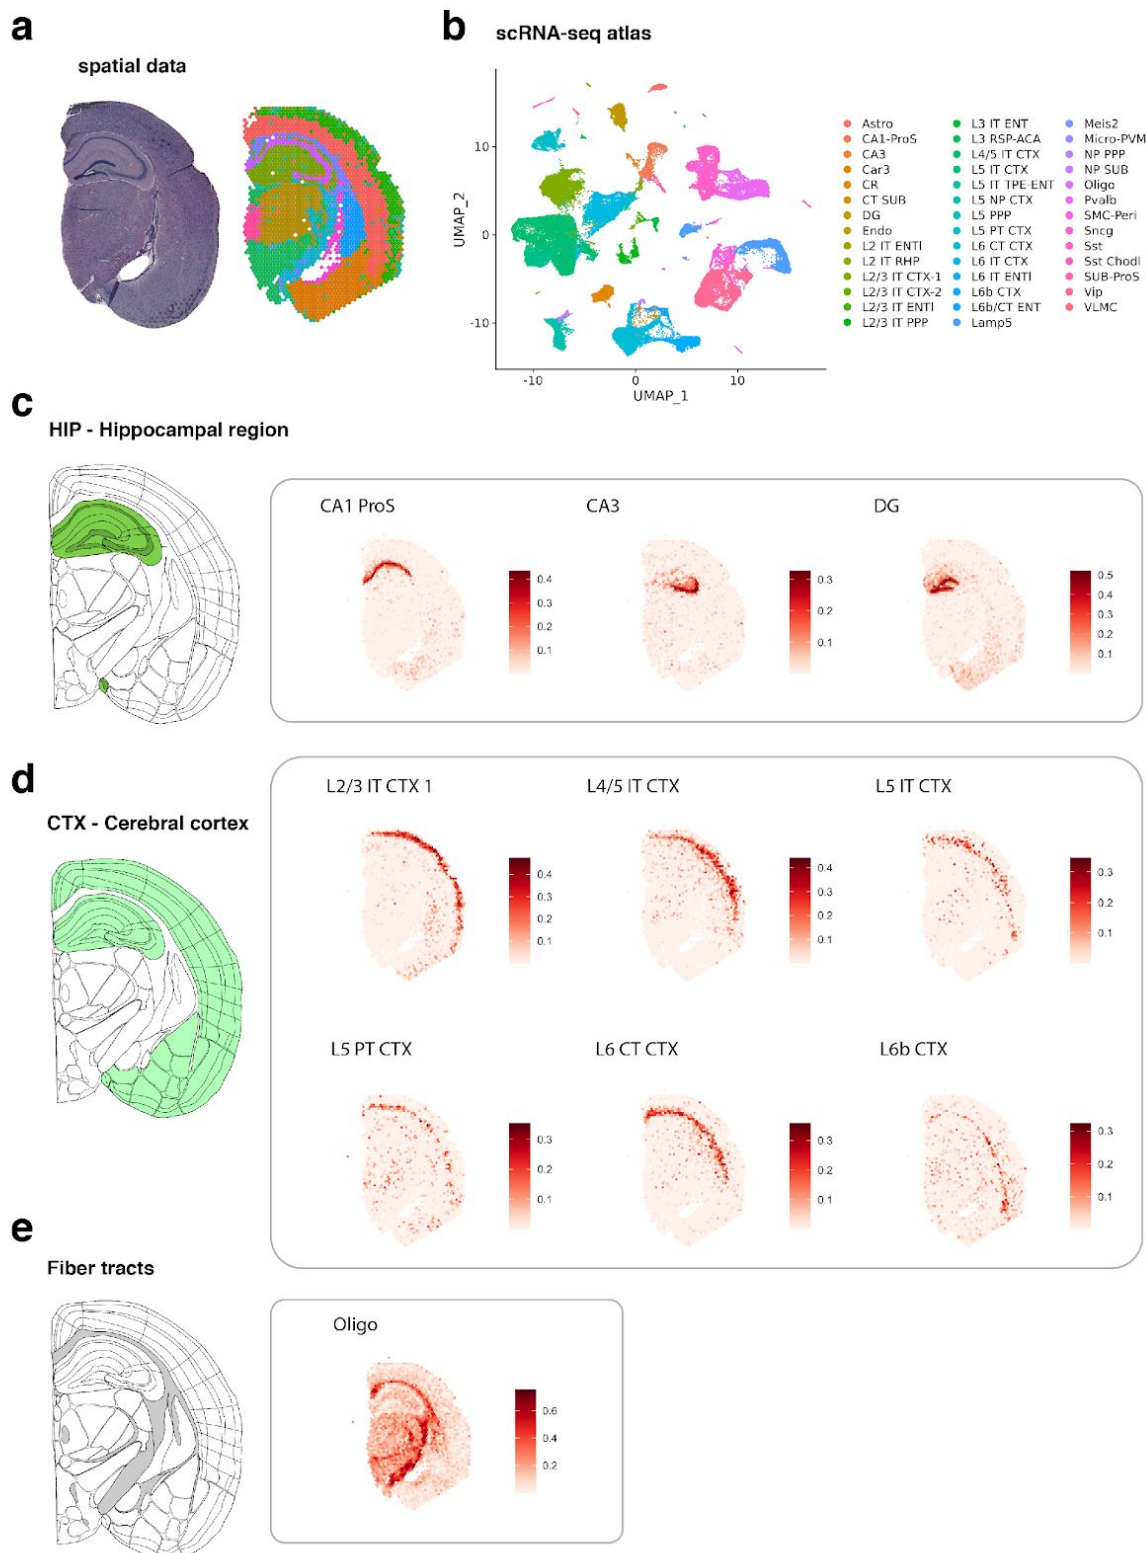 a
spatial data
b
scRNA-seq atlas
UMAP_2
10
0
-10
-10
0
10
UMAP_1
Astro
CA1-ProS
CA3
Car3
CR
CT SUB
DG
Endo
L2 IT ENTl
L2 IT RHP
L2/3 IT CTX-1
L2/3 IT CTX-2
L2/3 IT ENTl
L2/3 IT PPP
L3 IT ENT
L3 RSP-ACA
L4/5 IT CTX
L5 IT CTX
L5 IT TPE-ENT
L5 NP CTX
L5 PPP
L5 PT CTX
L6 CT CTX
L6 IT CTX
L6 IT ENTl
L6b CTX
L6b/CT ENT
Lamp5
Meis2
Micro-PVM
NP PPP
NP SUB
Oligo
Pvalb
SMC-Peri
Sncg
Sst
Sst Chodl
SUB-ProS
Vip
VLMC
c
HIP - Hippocampal region
CA1 ProS
0.4
0.3
0.2
0.1
CA3
0.3
0.2
0.1
DG
0.5
0.4
0.3
0.2
0.1
d
CTX - Cerebral cortex
L2/3 IT CTX 1
0.4
0.3
0.2
0.1
L4/5 IT CTX
0.4
0.3
0.2
0.1
L5 IT CTX
0.3
0.2
0.1
L5 PT CTX
0.3
0.2
0.1
L6 CT CTX
0.3
0.2
0.1
L6b CTX
0.3
0.2
0.1
e
Fiber tracts
Oligo
0.6
0.4
0.2